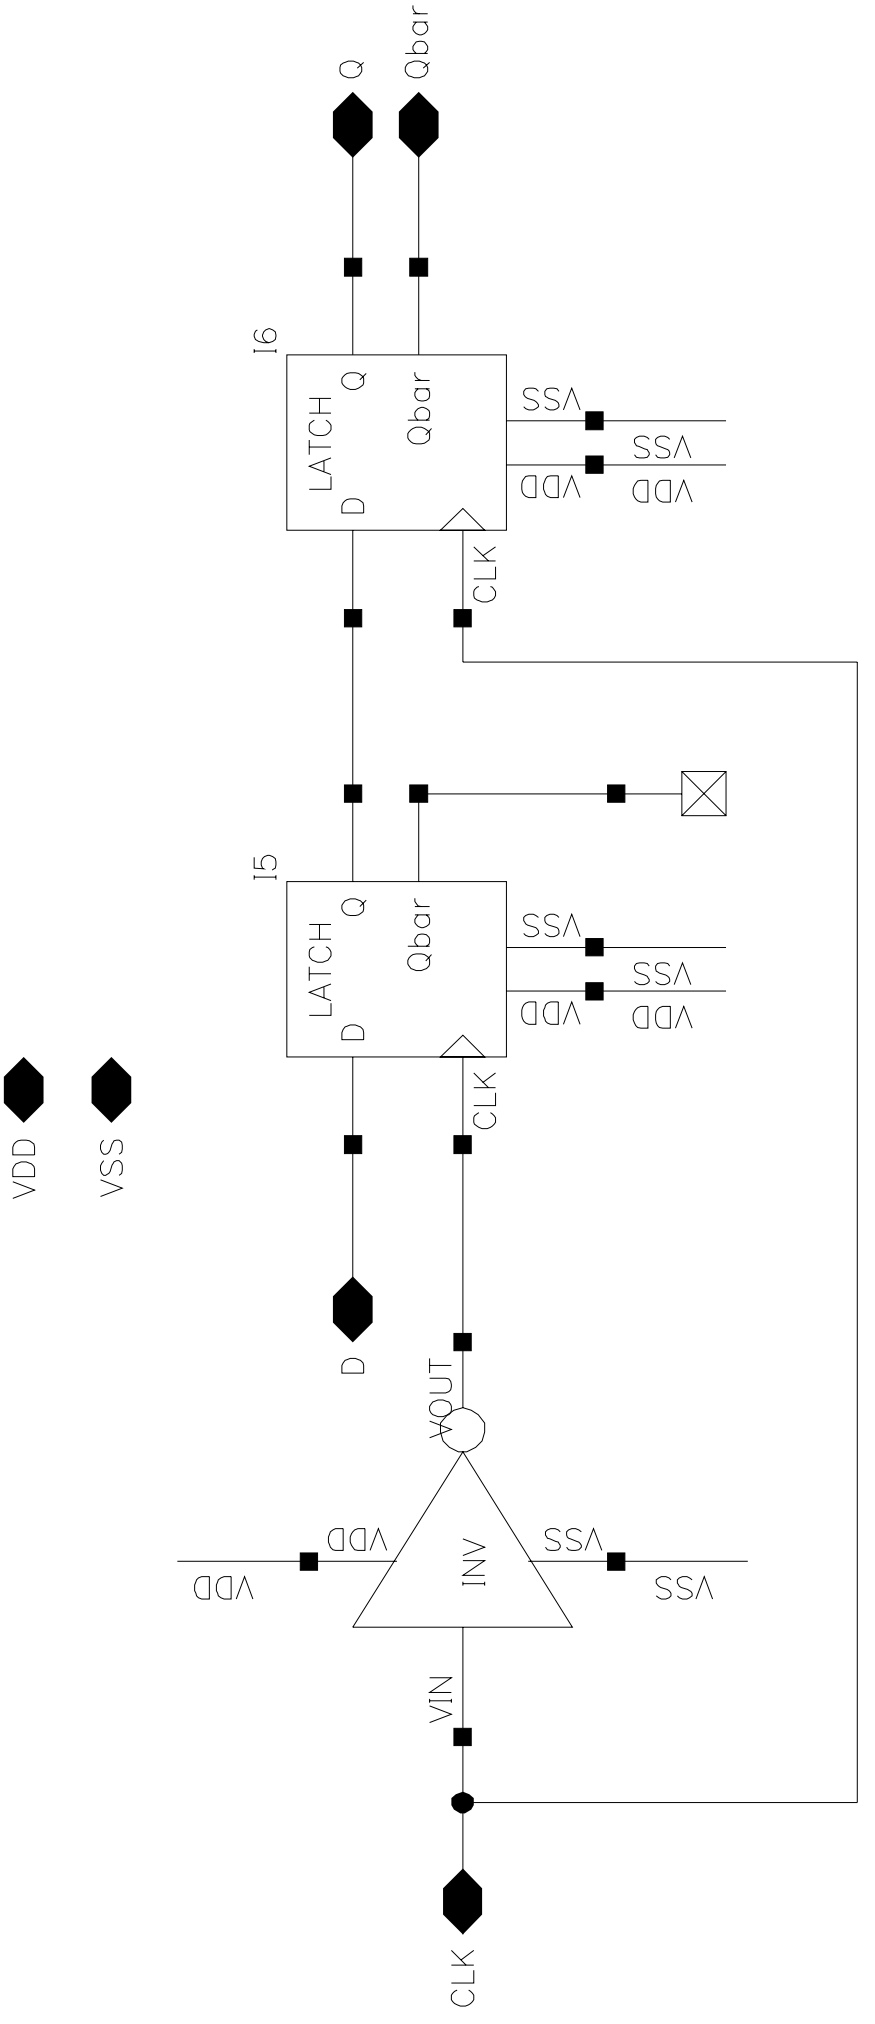 VDD
VSS
I5
I6
LATCH
D
Q
Qbar
CLK
VDD
VSS
VDD
VSS
LATCH
D
Q
Qbar
CLK
VDD
VSS
VDD
VSS
Q
Qbar
D
VDD
VDD
INV
VIN
VOUT
VSS
VSS
CLK